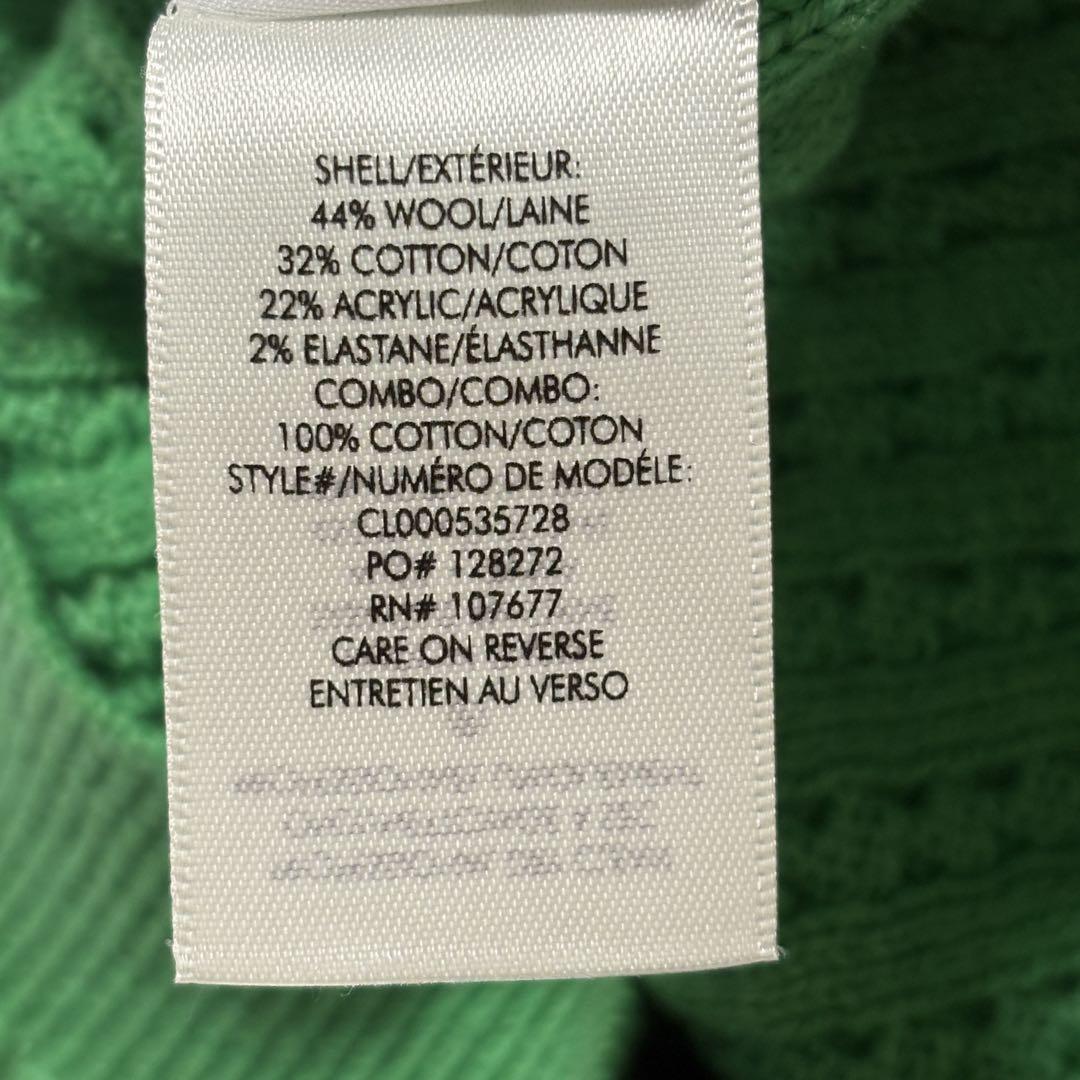 SHELL/EXTÉRIEUR:
44% WOOL/LAINE
32% COTTON/COTON
22% ACRYLIC/ACRYLIQUE
2% ELASTANE/ÉLASTHANNE
COMBO/COMBO:
100% COTTON/COTON
STYLE#/NUMÉRO DE MODÉLE:
CL000535728
PO# 128272
RN# 107677
CARE ON REVERSE
ENTRETIEN AU VERSO